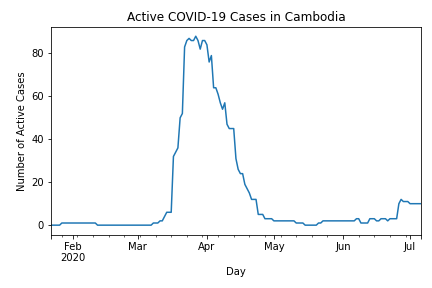 Active COVID-19 Cases in Cambodia
Number of Active Cases
80
60
40
20
0
Feb Mar Apr May Jun Jul
2020
Day